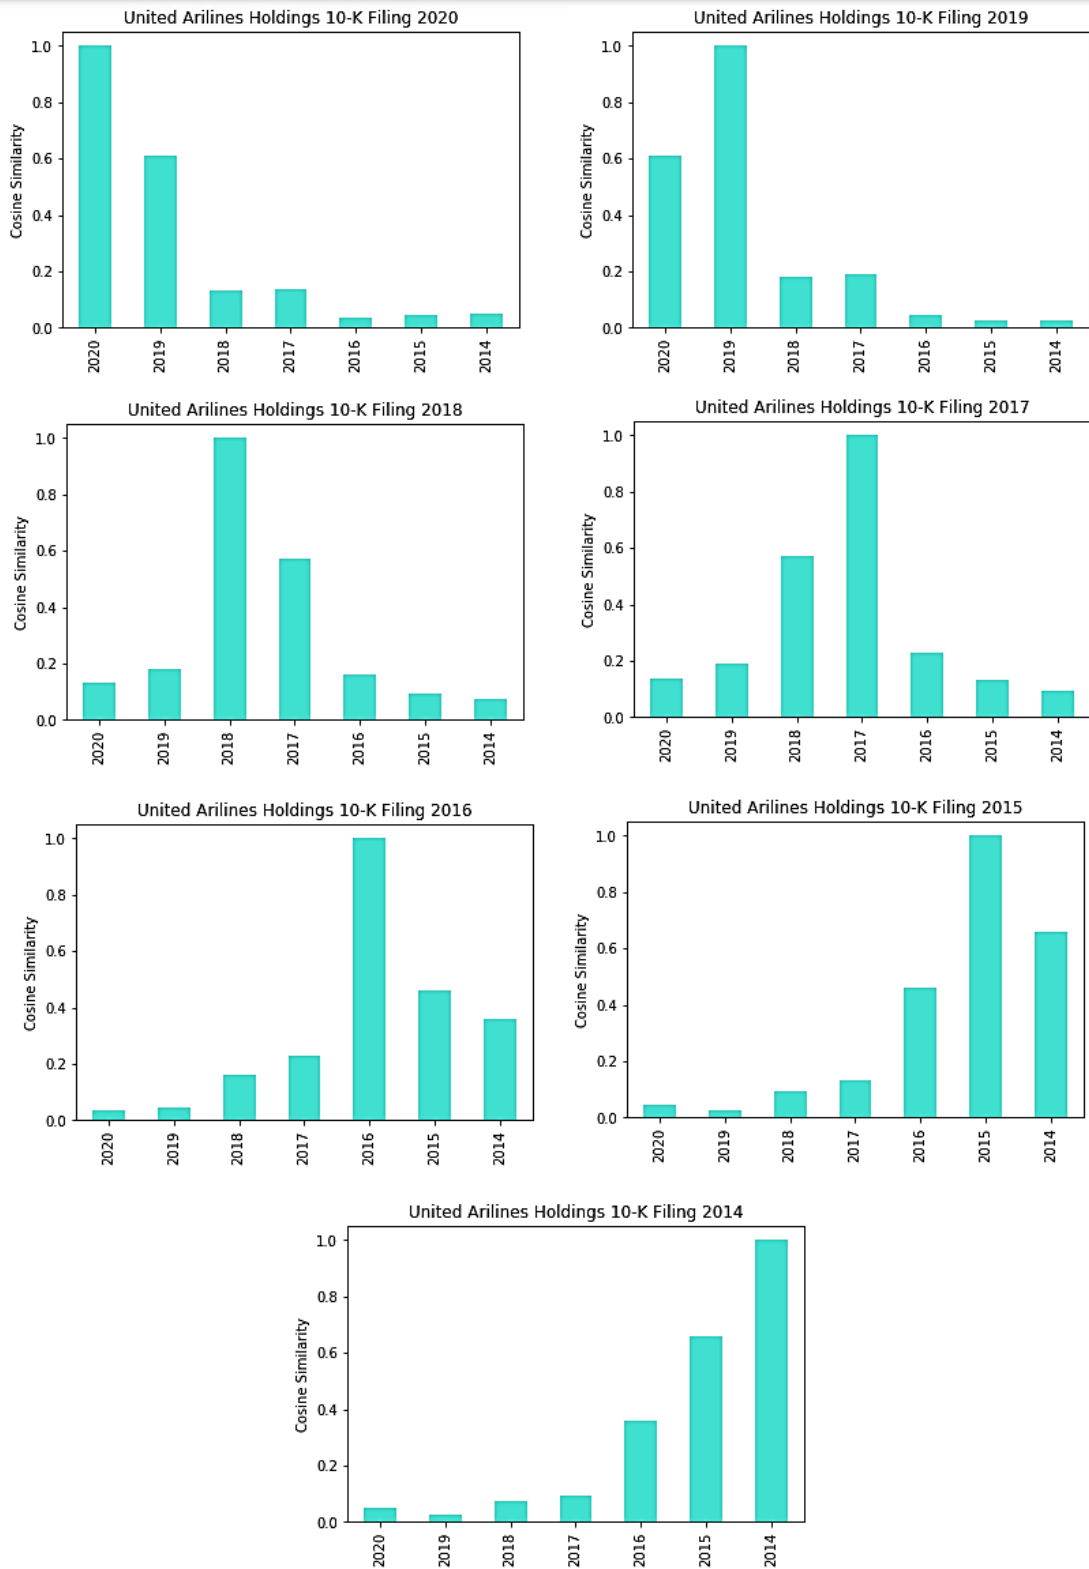 United Arilines Holdings 10-K Filing 2020
1.0
0.8
0.6
0.4
0.2
0.0
Cosine Similarity
2020 2019 2018 2017 2016 2015 2014
United Arilines Holdings 10-K Filing 2019
1.0
0.8
0.6
0.4
0.2
0.0
Cosine Similarity
2020 2019 2018 2017 2016 2015 2014
United Arilines Holdings 10-K Filing 2018
1.0
0.8
0.6
0.4
0.2
0.0
Cosine Similarity
2020 2019 2018 2017 2016 2015 2014
United Arilines Holdings 10-K Filing 2017
1.0
0.8
0.6
0.4
0.2
0.0
Cosine Similarity
2020 2019 2018 2017 2016 2015 2014
United Arilines Holdings 10-K Filing 2016
1.0
0.8
0.6
0.4
0.2
0.0
Cosine Similarity
2020 2019 2018 2017 2016 2015 2014
United Arilines Holdings 10-K Filing 2015
1.0
0.8
0.6
0.4
0.2
0.0
Cosine Similarity
2020 2019 2018 2017 2016 2015 2014
United Arilines Holdings 10-K Filing 2014
1.0
0.8
0.6
0.4
0.2
0.0
Cosine Similarity
2020 2019 2018 2017 2016 2015 2014